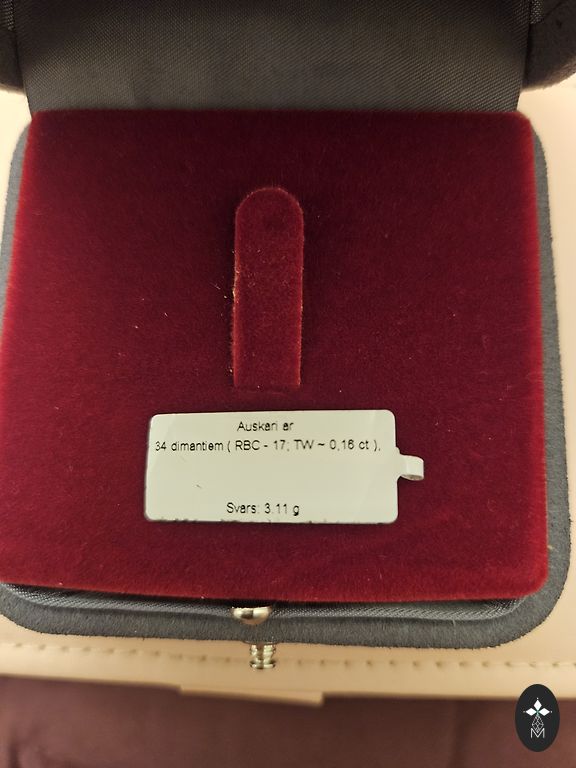 Auskari ar
34 dimantiem ( RBC - 17; TW ~ 0,16 ct ),
Svars: 3.11 g
M